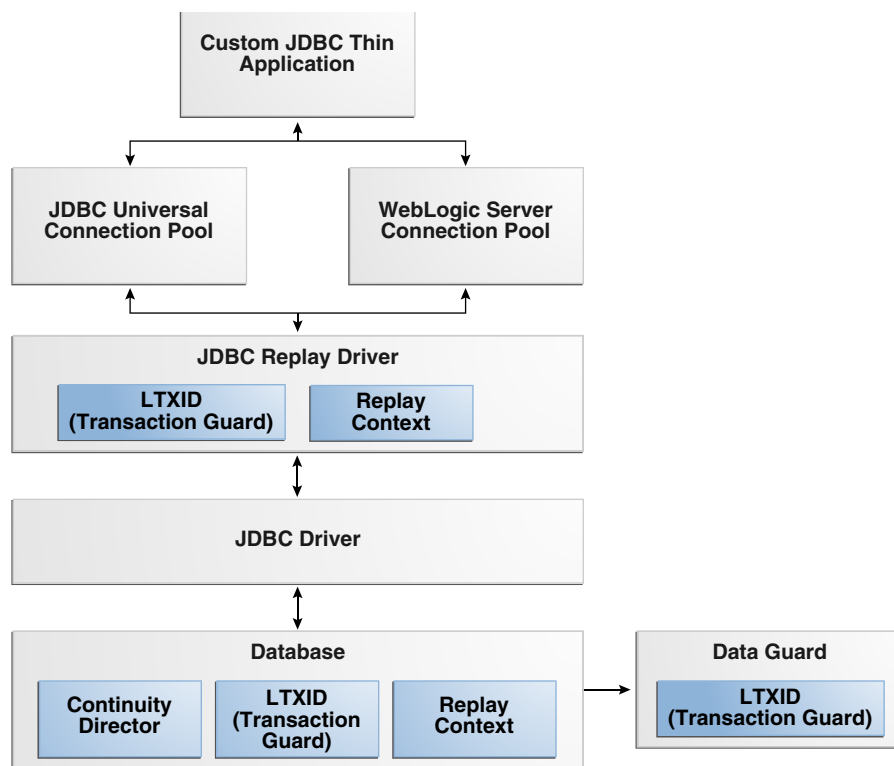 Custom JDBC Thin
Application
JDBC Universal
Connection Pool
WebLogic Server
Connection Pool
JDBC Replay Driver
LTXID
(Transaction Guard)
Replay
Context
JDBC Driver
Database
Continuity
Director
LTXID
(Transaction
Guard)
Replay
Context
Data Guard
LTXID
(Transaction Guard)